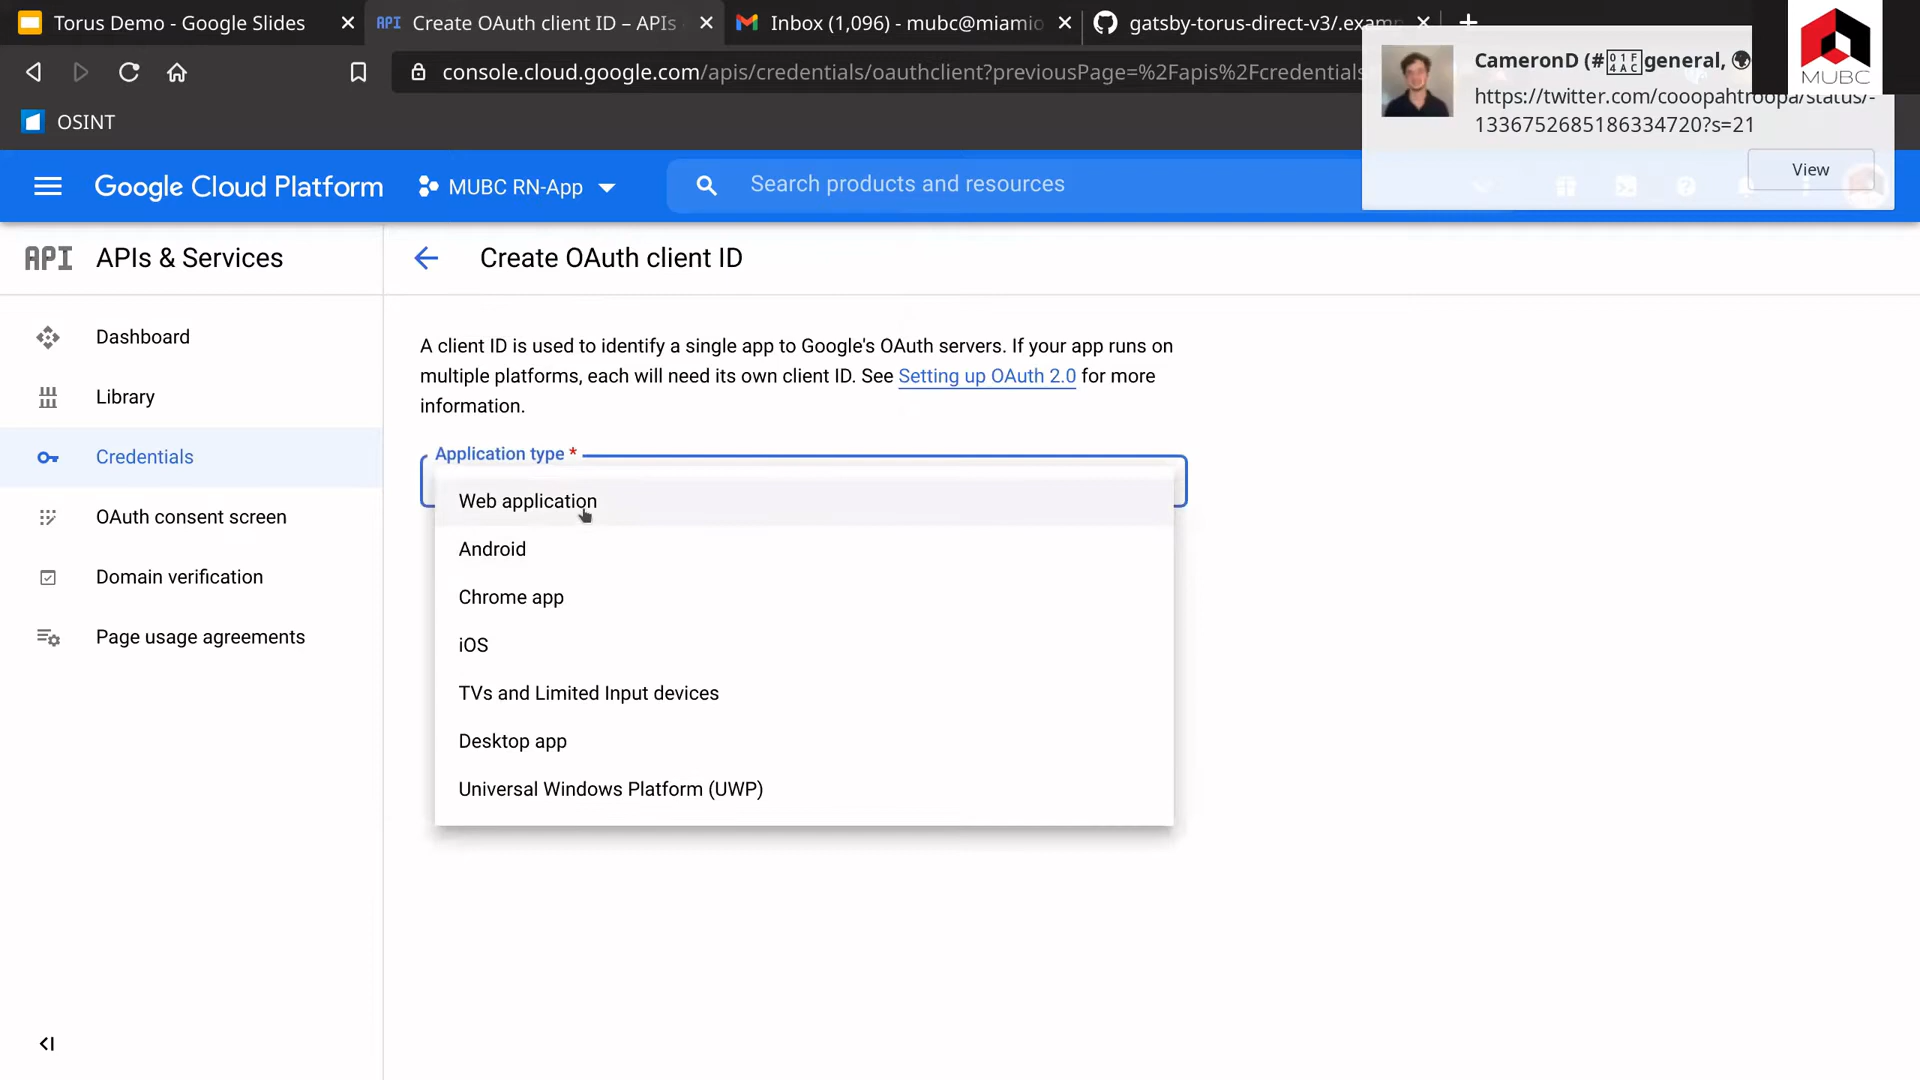 Torus Demo - Google Slides
API Create OAuth client ID – APIs
Inbox (1,096) - mubc@miamio
gatsby-torus-direct-v3/.examp
console.cloud.google.com/apis/credentials/oauthclient?previousPage=%2Fapis%2Fcredentials
OSINT
CameronD (#general,
https://twitter.com/cooopahtroopa/status/-
1336752685186334720?s=21
View
MUBC
Google Cloud Platform
MUBC RN-App
Search products and resources
API APIs & Services
Dashboard
Library
Credentials
OAuth consent screen
Domain verification
Page usage agreements
Create OAuth client ID
A client ID is used to identify a single app to Google's OAuth servers. If your app runs on
multiple platforms, each will need its own client ID. See Setting up OAuth 2.0 for more
information.
Application type *
Web application
Android
Chrome app
iOS
TVs and Limited Input devices
Desktop app
Universal Windows Platform (UWP)